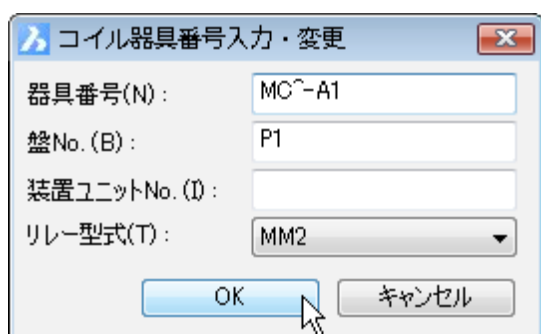 コイル器具番号入力・変更
器具番号(N): MC^-A1
盤No.(B): P1
装置ユニットNo.(I):
リレー型式(T): MM2
OK キャンセル